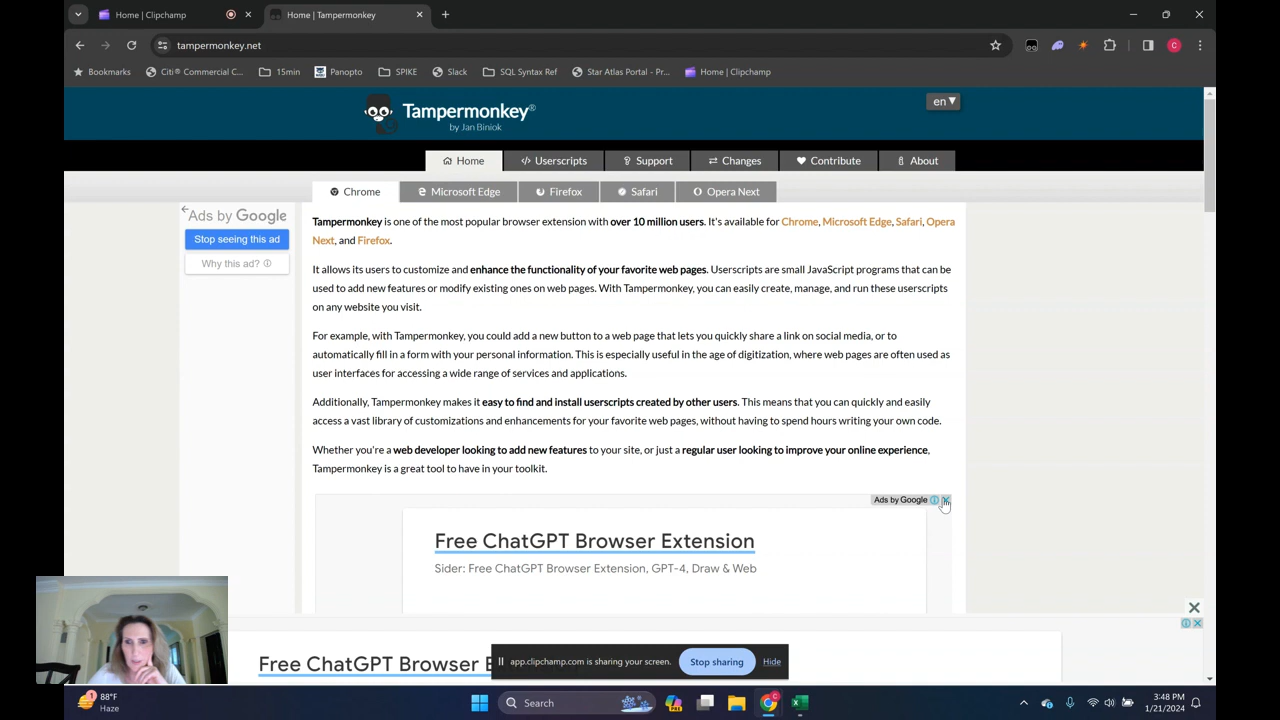 Home | Clipchamp
Home | Tampermonkey
tampermonkey.net
C
Bookmarks
Citi® Commercial C...
15min
Panopto
SPIKE
Slack
SQL Syntax Ref
Star Atlas Portal - Pr...
Home | Clipchamp
Tampermonkey®
by Jan Biniok
en▼
Home
Userscripts
Support
Changes
Contribute
About
Chrome
Microsoft Edge
Firefox
Safari
Opera Next
Ads by Google
Stop seeing this ad
Why this ad?
Tampermonkey is one of the most popular browser extension with over 10 million users. It's available for Chrome, Microsoft Edge, Safari, Opera
Next, and Firefox.
It allows its users to customize and enhance the functionality of your favorite web pages. Userscripts are small JavaScript programs that can be
used to add new features or modify existing ones on web pages. With Tampermonkey, you can easily create, manage, and run these userscripts
on any website you visit.
For example, with Tampermonkey, you could add a new button to a web page that lets you quickly share a link on social media, or to
automatically fill in a form with your personal information. This is especially useful in the age of digitization, where web pages are often used as
user interfaces for accessing a wide range of services and applications.
Additionally, Tampermonkey makes it easy to find and install userscripts created by other users. This means that you can quickly and easily
access a vast library of customizations and enhancements for your favorite web pages, without having to spend hours writing your own code.
Whether you're a web developer looking to add new features to your site, or just a regular user looking to improve your online experience,
Tampermonkey is a great tool to have in your toolkit.
Ads by Google
Free ChatGPT Browser Extension
Sider: Free ChatGPT Browser Extension, GPT-4, Draw & Web
Free ChatGPT Browser E
app.clipchamp.com is sharing your screen.
Stop sharing
Hide
1
88°F
Haze
Search
PRE
C
3:48 PM
1/21/2024